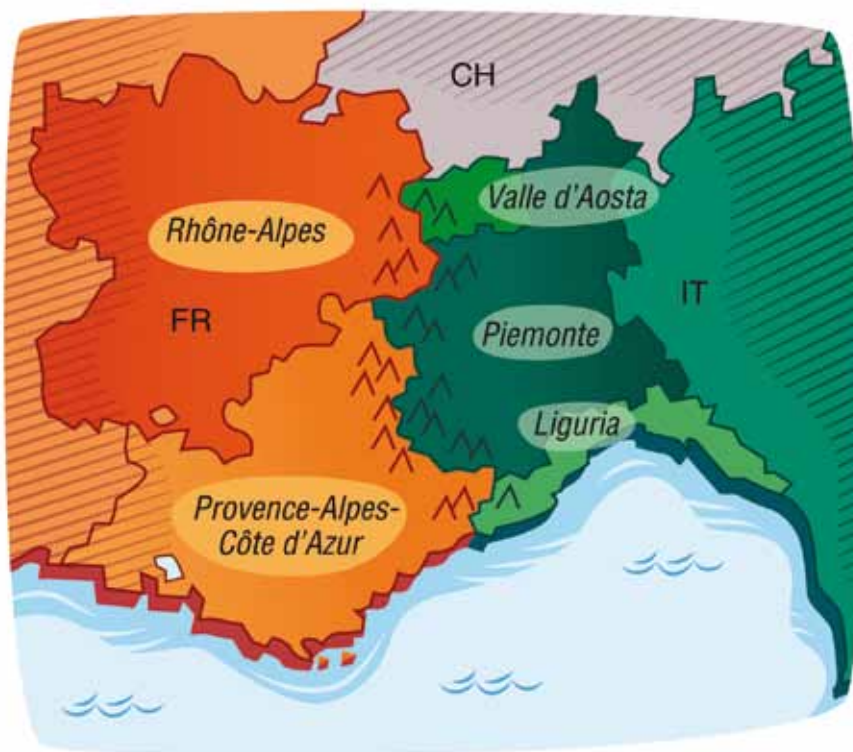 CH
Valle d'Aosta
Rhône-Alpes
IT
FR
Piemonte
Liguria
Provence-Alpes-
Côte d'Azur